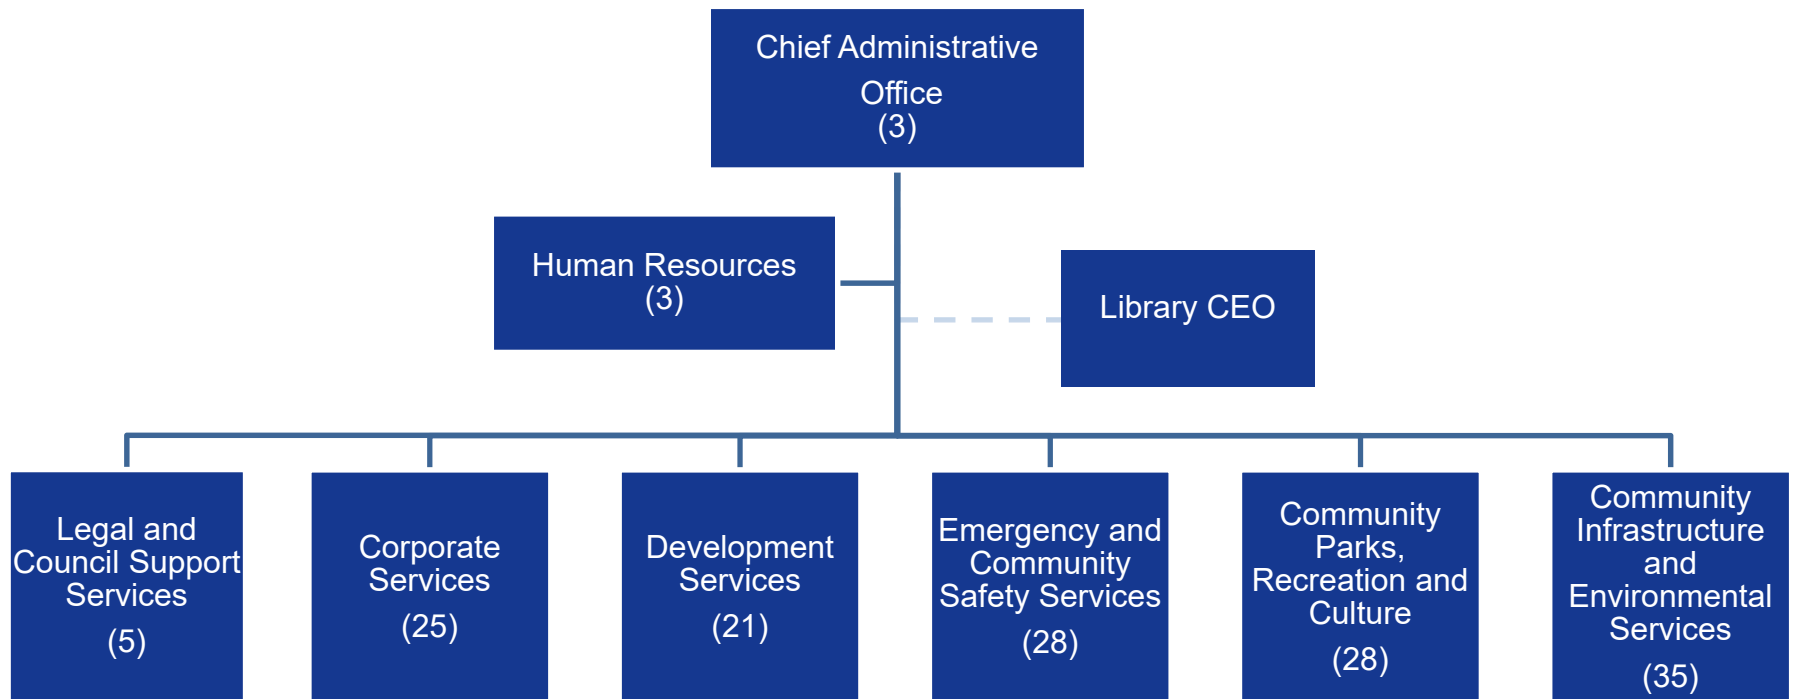 Chief Administrative
Office
(3)
Human Resources
(3)
Library CEO
Legal and
Council Support
Services
(5)
Corporate
Services
(25)
Development
Services
(21)
Emergency and
Community
Safety Services
(28)
Community
Parks,
Recreation and
Culture
(28)
Community
Infrastructure
and
Environmental
Services
(35)